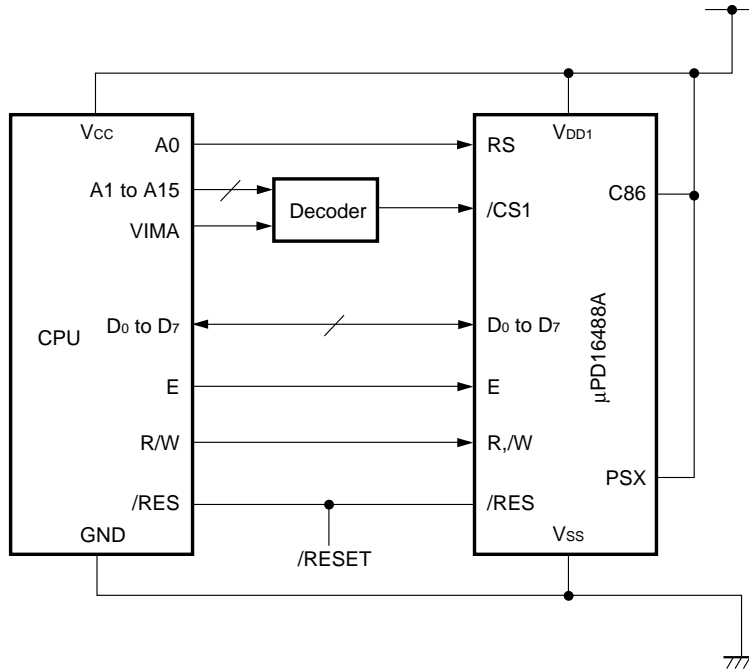 VCC
VDD1
A0
RS
A1 to A15
Decoder
/CS1
C86
VIMA
CPU
D0 to D7
D0 to D7
µPD16488A
E
E
R/W
R,/W
PSX
/RES
/RES
GND
VSS
/RESET